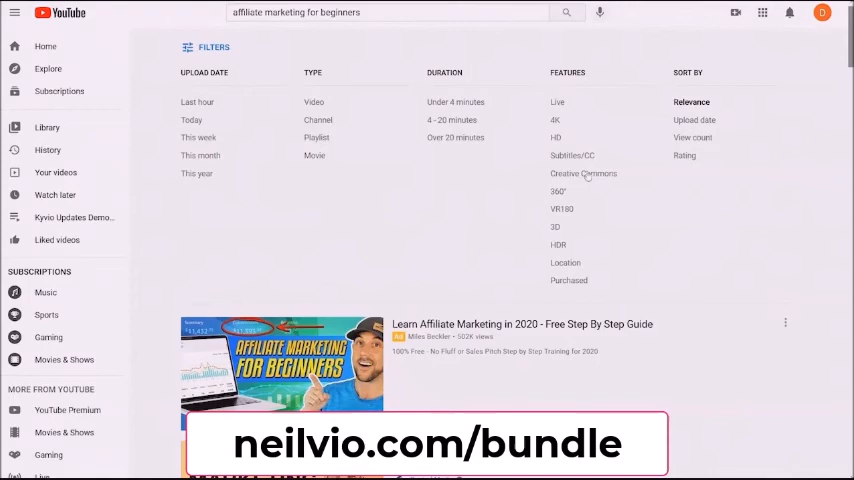 YouTube
affiliate marketing for beginners
D
Home
Explore
Subscriptions
Library
History
Your videos
Watch later
Kyvio Updates Demo...
Liked videos
SUBSCRIPTIONS
Music
Sports
Gaming
Movies & Shows
MORE FROM YOUTUBE
YouTube Premium
Movies & Shows
Gaming
Live
FILTERS
UPLOAD DATE
Last hour
Today
This week
This month
This year
TYPE
Video
Channel
Playlist
Movie
DURATION
Under 4 minutes
4 - 20 minutes
Over 20 minutes
FEATURES
Live
4K
HD
Subtitles/CC
Creative Commons
360°
VR180
3D
HDR
Location
Purchased
SORT BY
Relevance
Upload date
View count
Rating
AFFILIATE MARKETING
FOR BEGINNERS
Learn Affiliate Marketing in 2020 - Free Step By Step Guide
Ad Miles Beckler • 502K views
100% Free - No Fluff or Sales Pitch Step by Step Training for 2020
neilvio.com/bundle